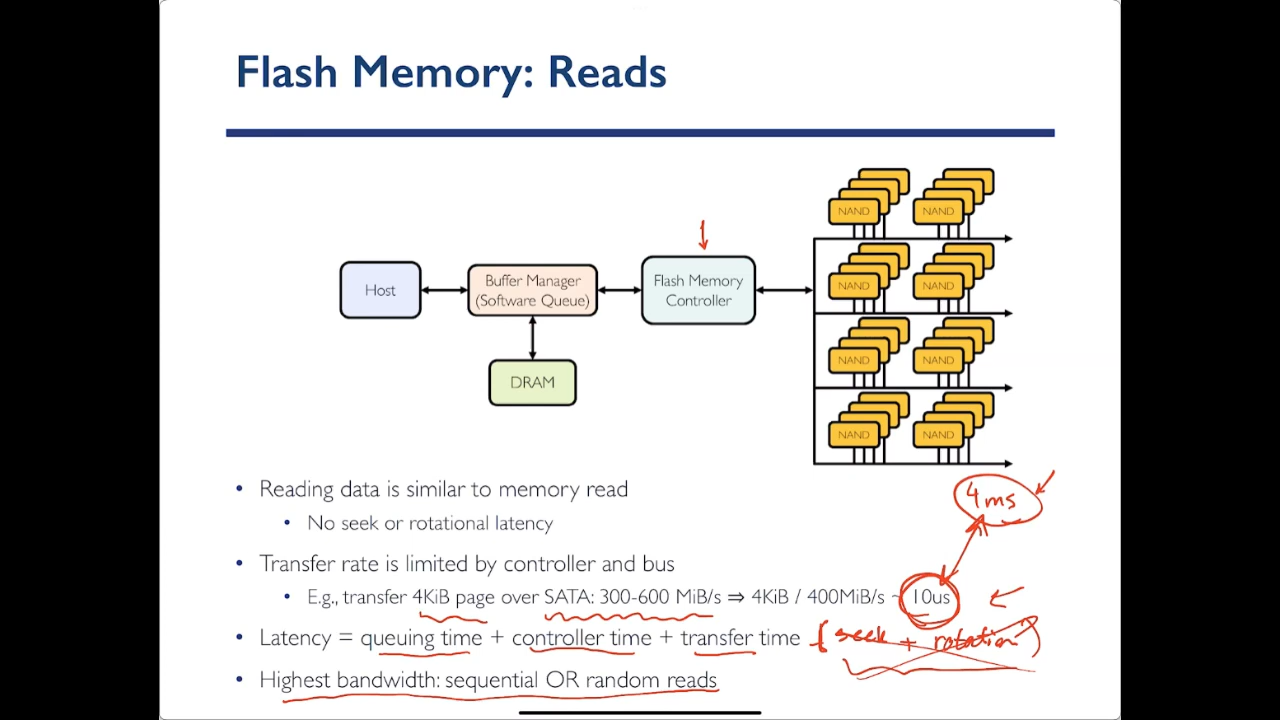 Flash Memory: Reads
NAND NAND
Host
Buffer Manager
(Software Queue)
Flash Memory
Controller
NAND NAND
DRAM
NAND NAND
NAND NAND
• Reading data is similar to memory read
• No seek or rotational latency
4ms
• Transfer rate is limited by controller and bus
• E.g., transfer 4KiB page over SATA: 300-600 MiB/s ⇒ 4KiB / 400MiB/s ~ 10us
• Latency = queuing time + controller time + transfer time + (seek + rotation)
• Highest bandwidth: sequential OR random reads